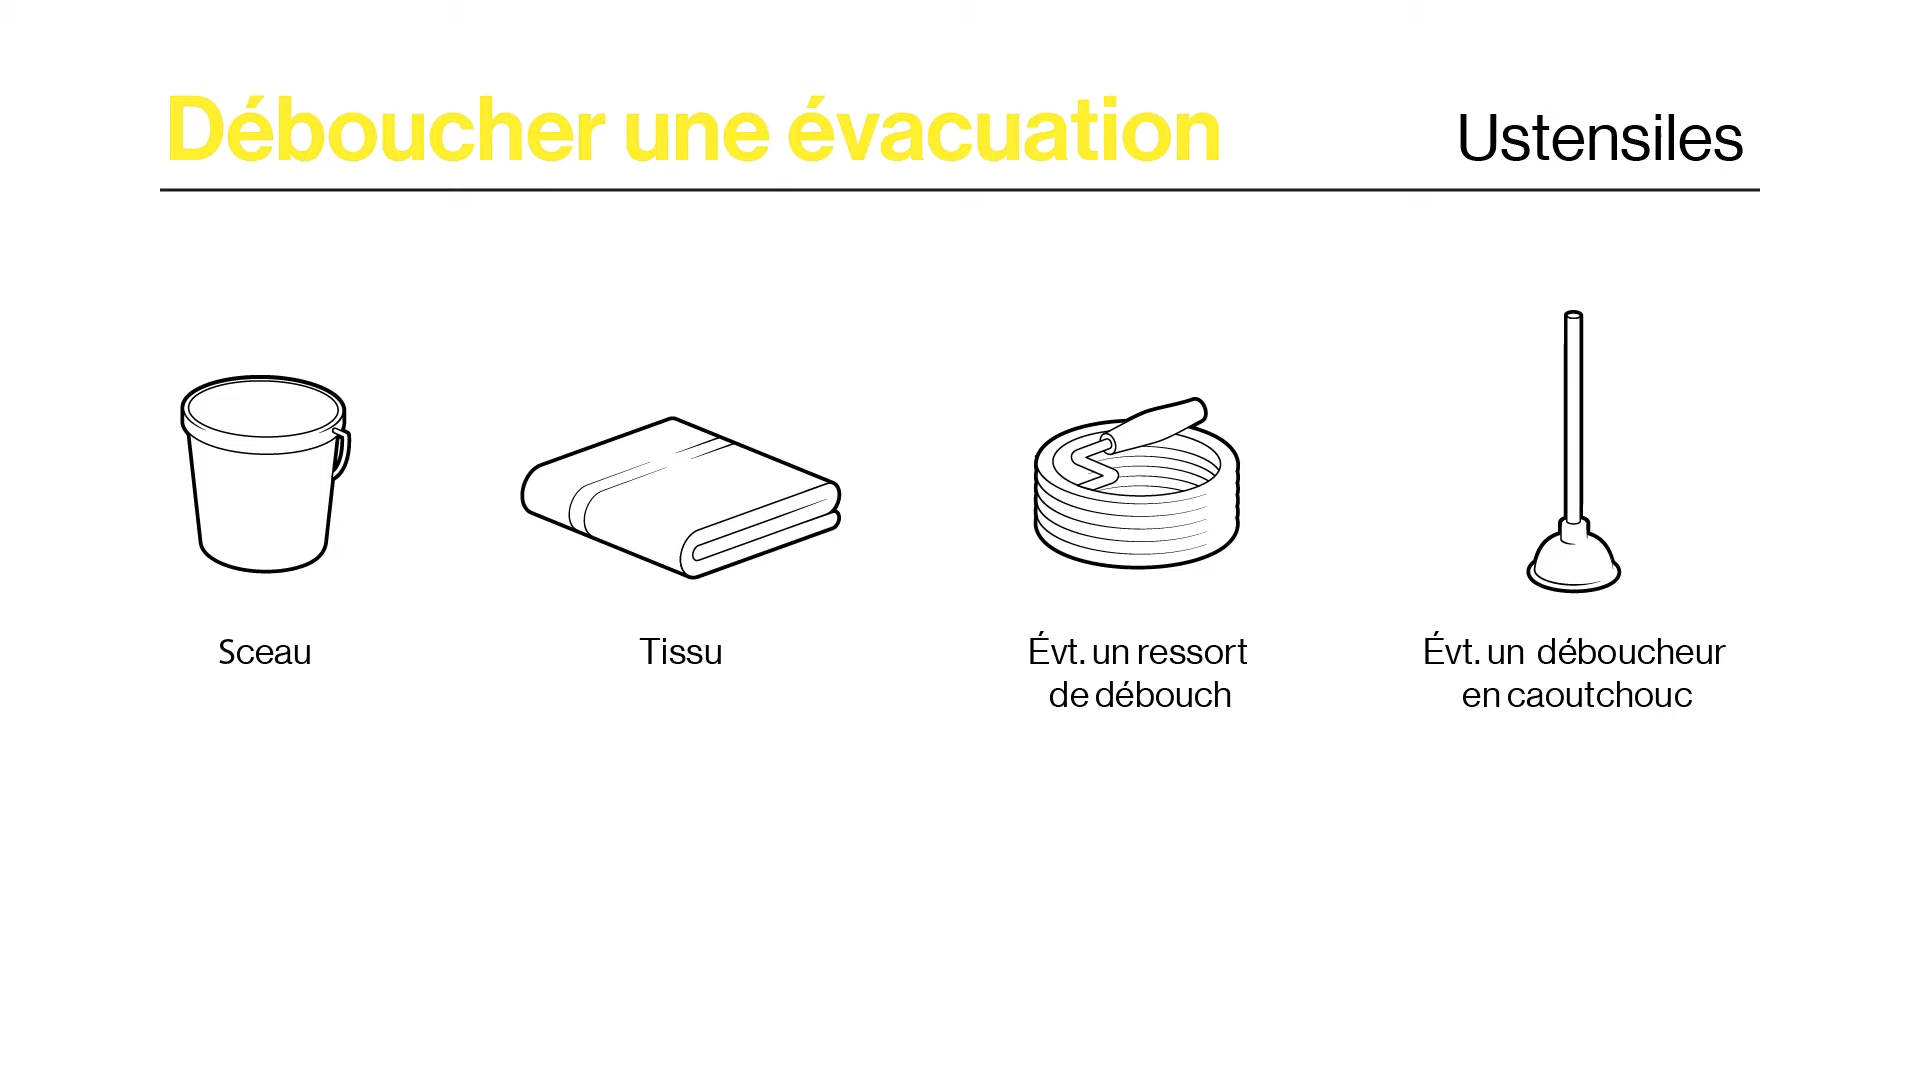 Déboucher une évacuation
Ustensiles
Sceau
Tissu
Évt. un ressort
de débouch
Évt. un déboucheur
en caoutchouc